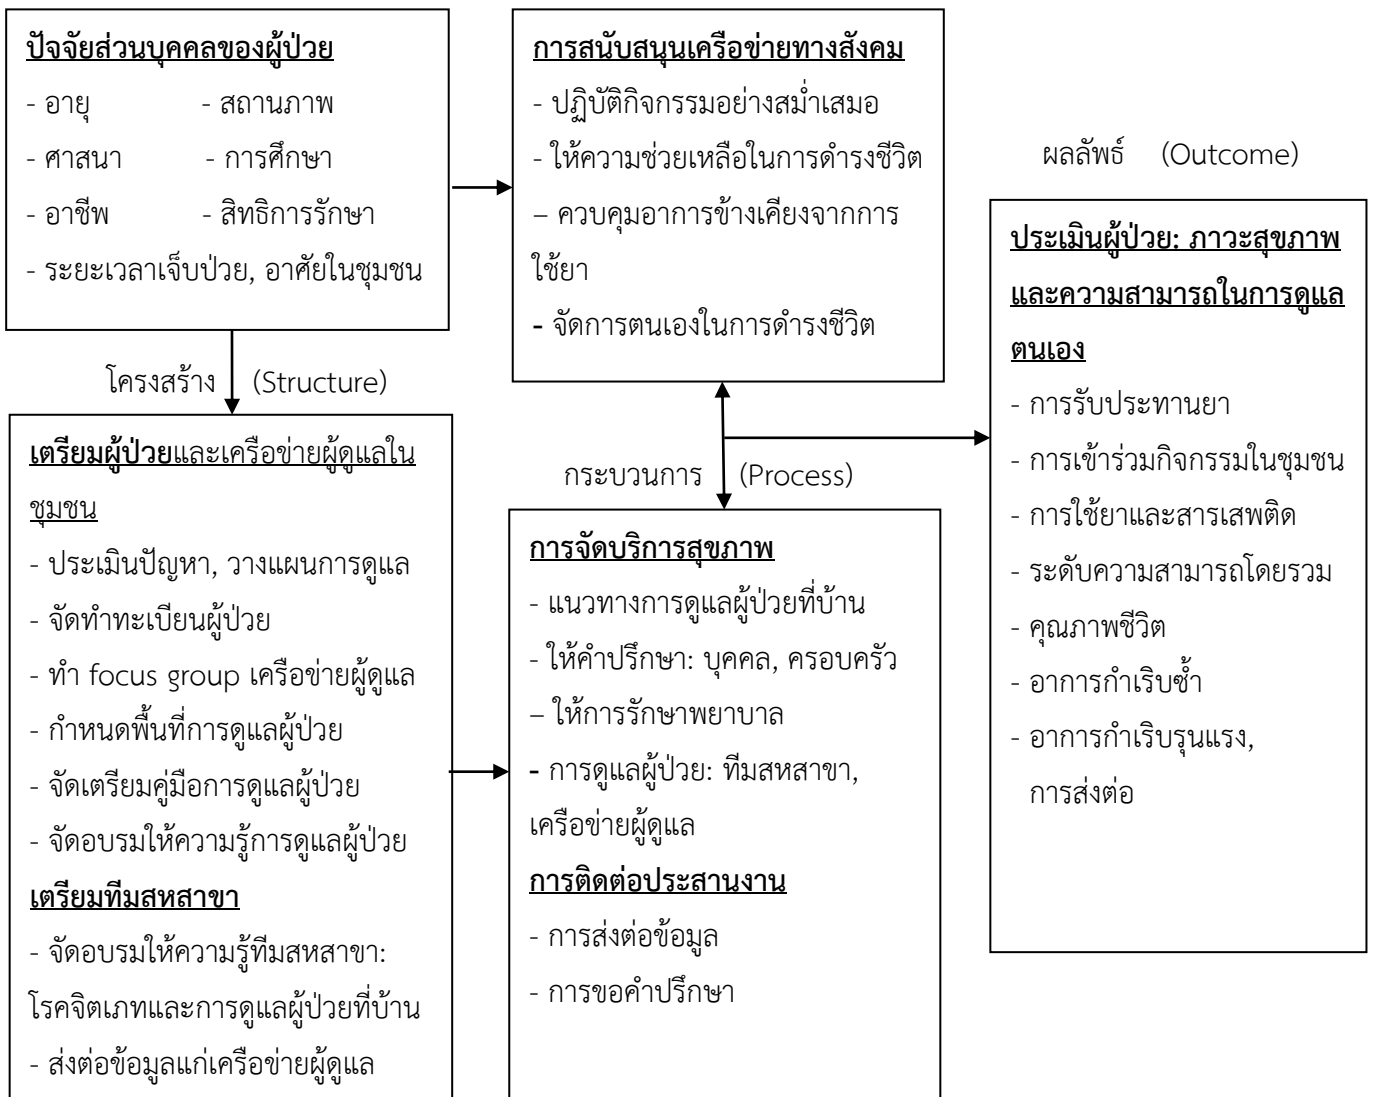 ปัจจัยส่วนบุคคลของผู้ป่วย
- อายุ - สถานภาพ
- ศาสนา - การศึกษา
- อาชีพ - สิทธิการรักษา
- ระยะเวลาเจ็บป่วย, อาศัยในชุมชน
การสนับสนุนเครือข่ายทางสังคม
- ปฏิบัติกิจกรรมอย่างสม่ำเสมอ
- ให้ความช่วยเหลือในการดำรงชีวิต
– ควบคุมอาการข้างเคียงจากการ
ใช้ยา
- จัดการตนเองในการดำรงชีวิต
โครงสร้าง (Structure)
เตรียมผู้ป่วยและเครือข่ายผู้ดูแลใน
ชุมชน
- ประเมินปัญหา, วางแผนการดูแล
- จัดทำทะเบียนผู้ป่วย
- ทำ focus group เครือข่ายผู้ดูแล
- กำหนดพื้นที่การดูแลผู้ป่วย
- จัดเตรียมคู่มือการดูแลผู้ป่วย
- จัดอบรมให้ความรู้การดูแลผู้ป่วย
เตรียมทีมสหสาขา
- จัดอบรมให้ความรู้ทีมสหสาขา:
โรคจิตเภทและการดูแลผู้ป่วยที่บ้าน
- ส่งต่อข้อมูลแก่เครือข่ายผู้ดูแล
กระบวนการ (Process)
การจัดบริการสุขภาพ
- แนวทางการดูแลผู้ป่วยที่บ้าน
- ให้คำปรึกษา: บุคคล, ครอบครัว
– ให้การรักษาพยาบาล
- การดูแลผู้ป่วย: ทีมสหสาขา,
เครือข่ายผู้ดูแล
การติดต่อประสานงาน
- การส่งต่อข้อมูล
- การขอคำปรึกษา
ผลลัพธ์ (Outcome)
ประเมินผู้ป่วย: ภาวะสุขภาพ
และความสามารถในการดูแล
ตนเอง
- การรับประทานยา
- การเข้าร่วมกิจกรรมในชุมชน
- การใช้ยาและสารเสพติด
- ระดับความสามารถโดยรวม
- คุณภาพชีวิต
- อาการกำเริบซ้ำ
- อาการกำเริบรุนแรง,
การส่งต่อ